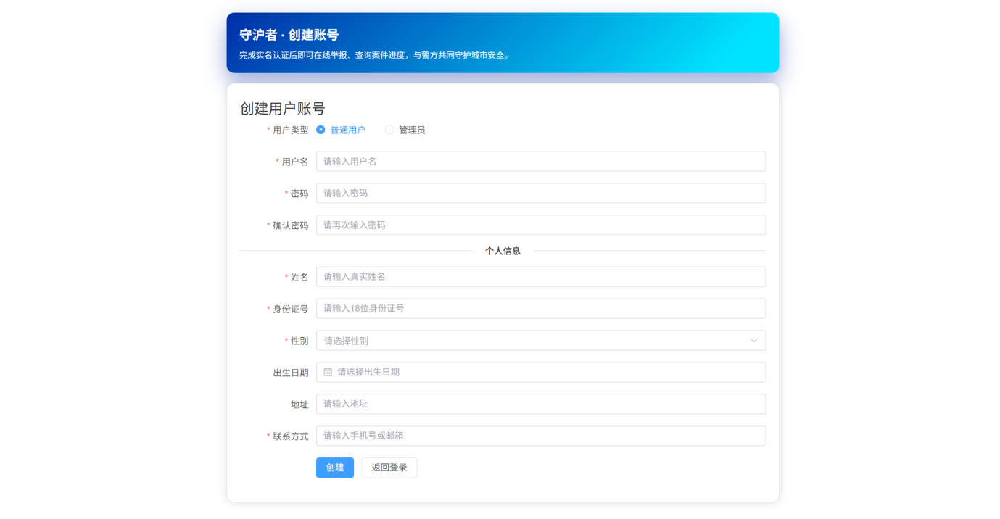 守沪者 · 创建账号
完成实名认证后即可在线举报、查询案件进度，与警方共同守护城市安全。
创建用户账号
* 用户类型 普通用户 管理员
* 用户名 请输入用户名
* 密码 请输入密码
* 确认密码 请再次输入密码
个人信息
* 姓名 请输入真实姓名
* 身份证号 请输入18位身份证号
* 性别 请选择性别
出生日期 请选择出生日期
地址 请输入地址
* 联系方式 请输入手机号或邮箱
创建 返回登录